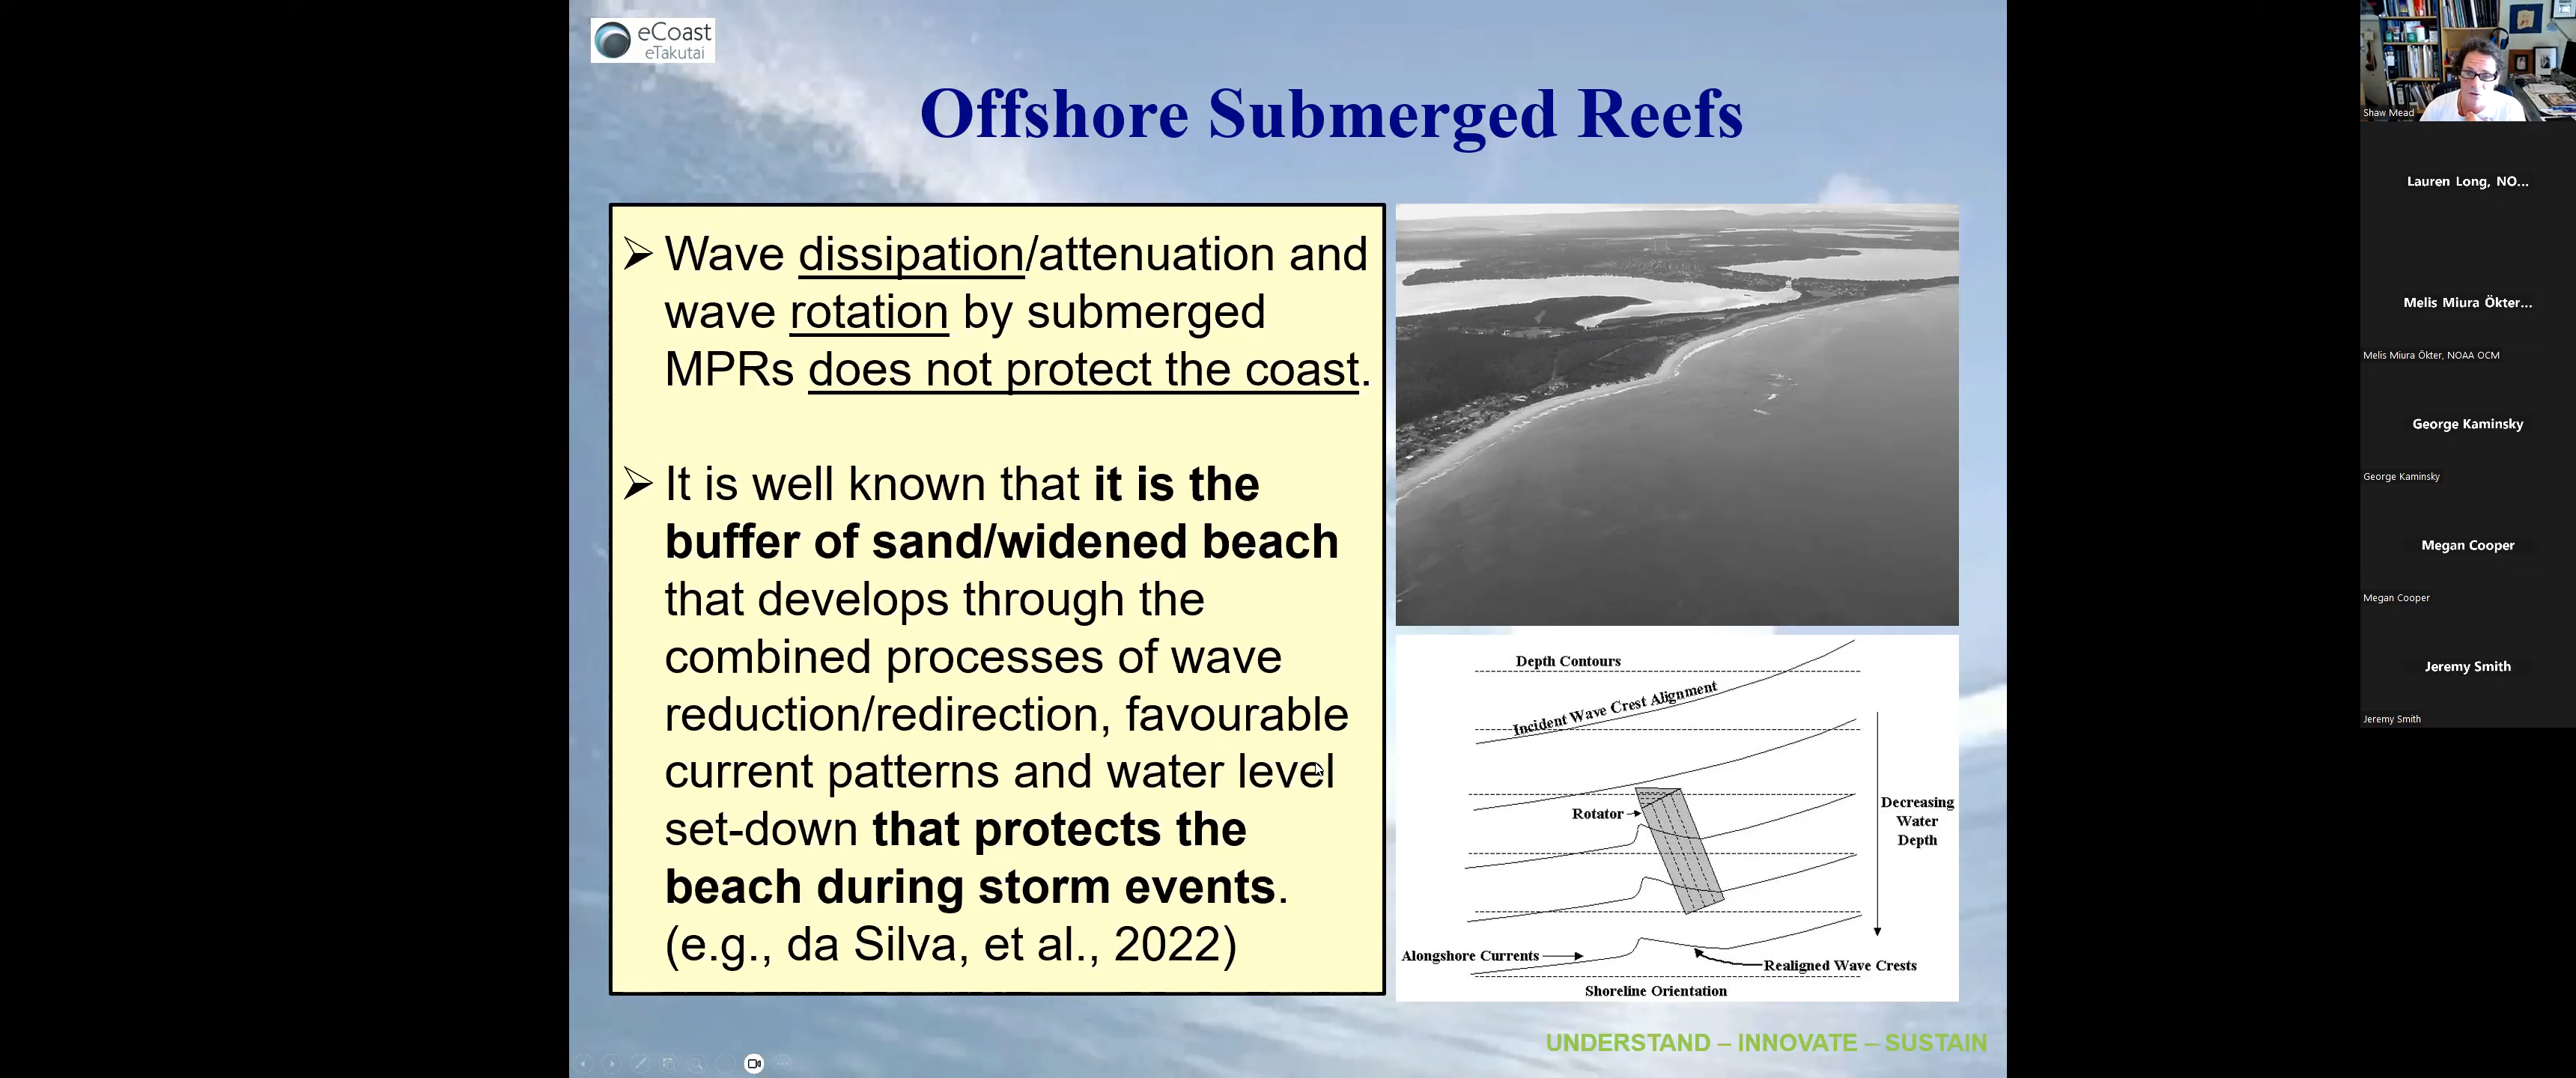 eCoast
eTakutai
Offshore Submerged Reefs
➢ Wave dissipation/attenuation and
wave rotation by submerged
MPRs does not protect the coast.
➢ It is well known that it is the
buffer of sand/widened beach
that develops through the
combined processes of wave
reduction/redirection, favourable
current patterns and water level
set-down that protects the
beach during storm events.
(e.g., da Silva, et al., 2022)
Depth Contours
Incident Wave Crest Alignment
Rotator
Decreasing
Water
Depth
Alongshore Currents
Realigned Wave Crests
Shoreline Orientation
UNDERSTAND – INNOVATE – SUSTAIN
Shaw Mead
Lauren Long, NO...
Melis Miura Ökter...
Melis Miura Ökter, NOAA OCM
George Kaminsky
George Kaminsky
Megan Cooper
Megan Cooper
Jeremy Smith
Jeremy Smith